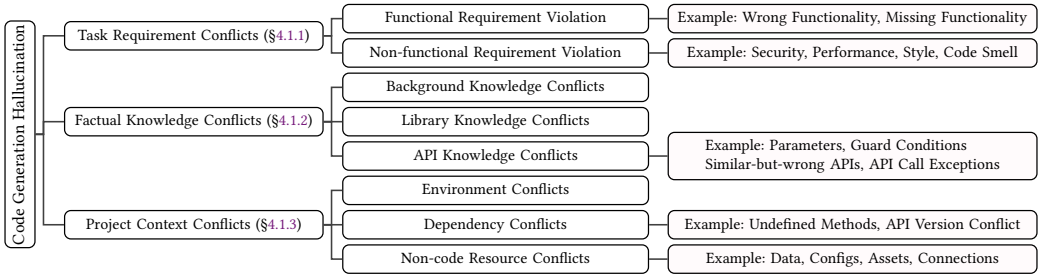 Code Generation Hallucination
Task Requirement Conflicts (§4.1.1)
Functional Requirement Violation
Example: Wrong Functionality, Missing Functionality
Non-functional Requirement Violation
Example: Security, Performance, Style, Code Smell
Factual Knowledge Conflicts (§4.1.2)
Background Knowledge Conflicts
Library Knowledge Conflicts
API Knowledge Conflicts
Example: Parameters, Guard Conditions
Similar-but-wrong APIs, API Call Exceptions
Project Context Conflicts (§4.1.3)
Environment Conflicts
Dependency Conflicts
Example: Undefined Methods, API Version Conflict
Non-code Resource Conflicts
Example: Data, Configs, Assets, Connections